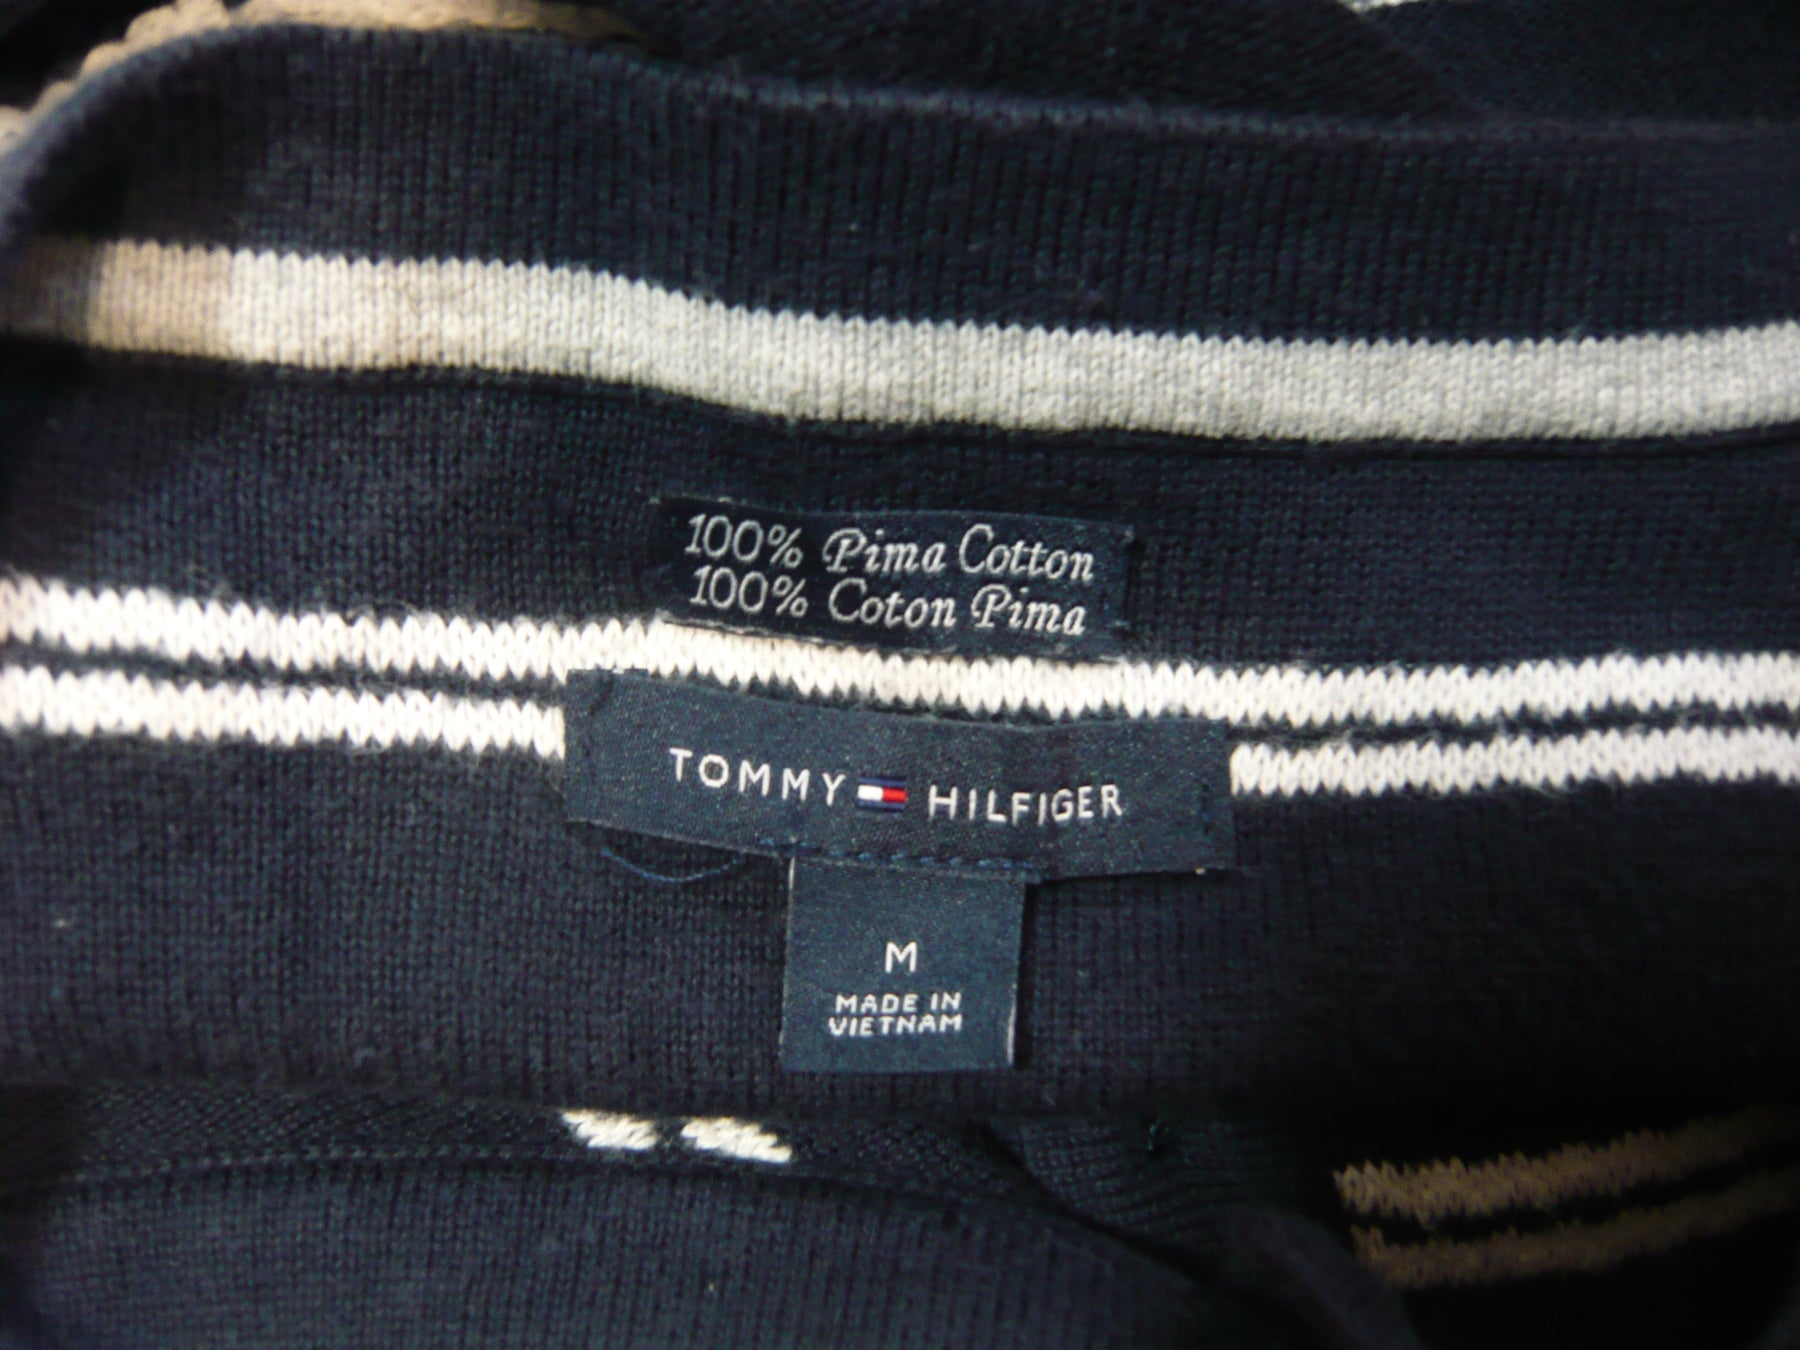 100% Pima Cotton
100% Coton Pima
TOMMY HILFIGER
M
MADE IN
VIETNAM